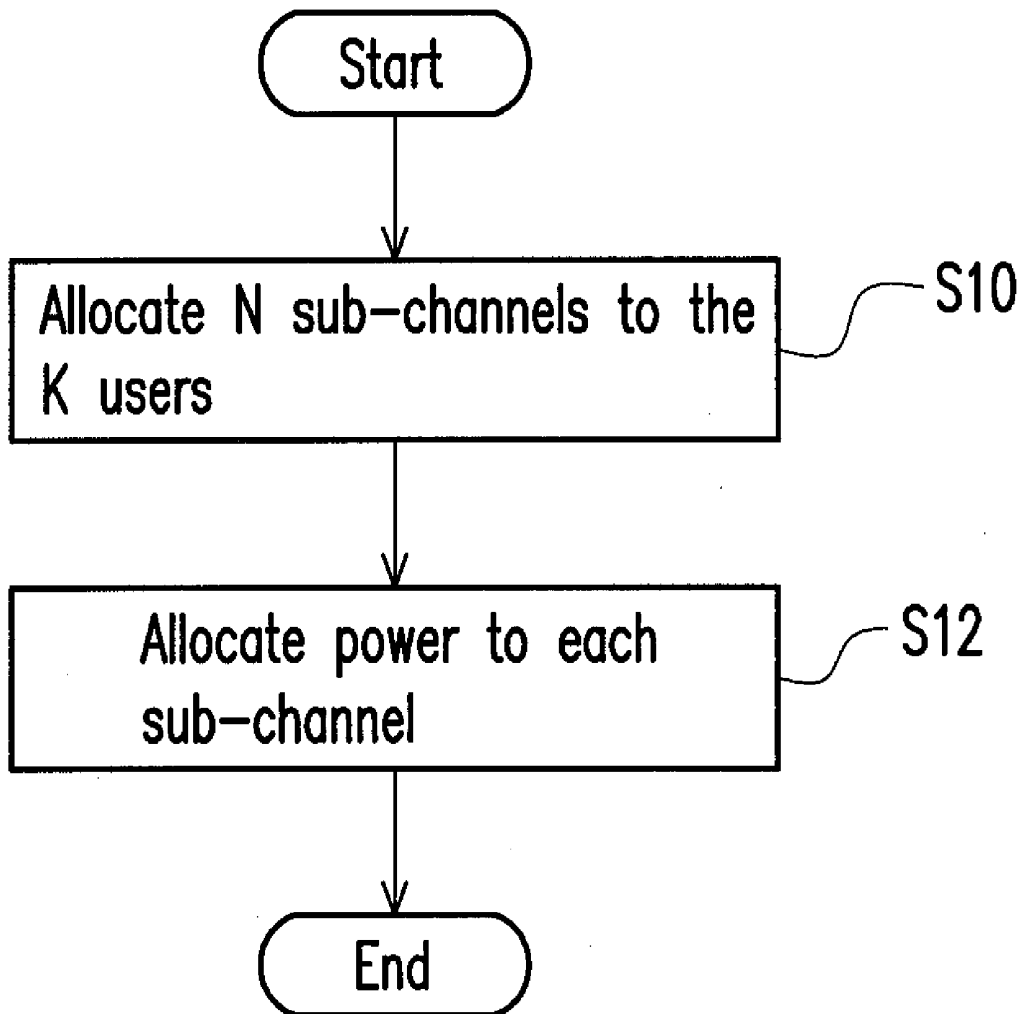 Start
Allocate N sub-channels to the
K users
S10
Allocate power to each
sub-channel
S12
End